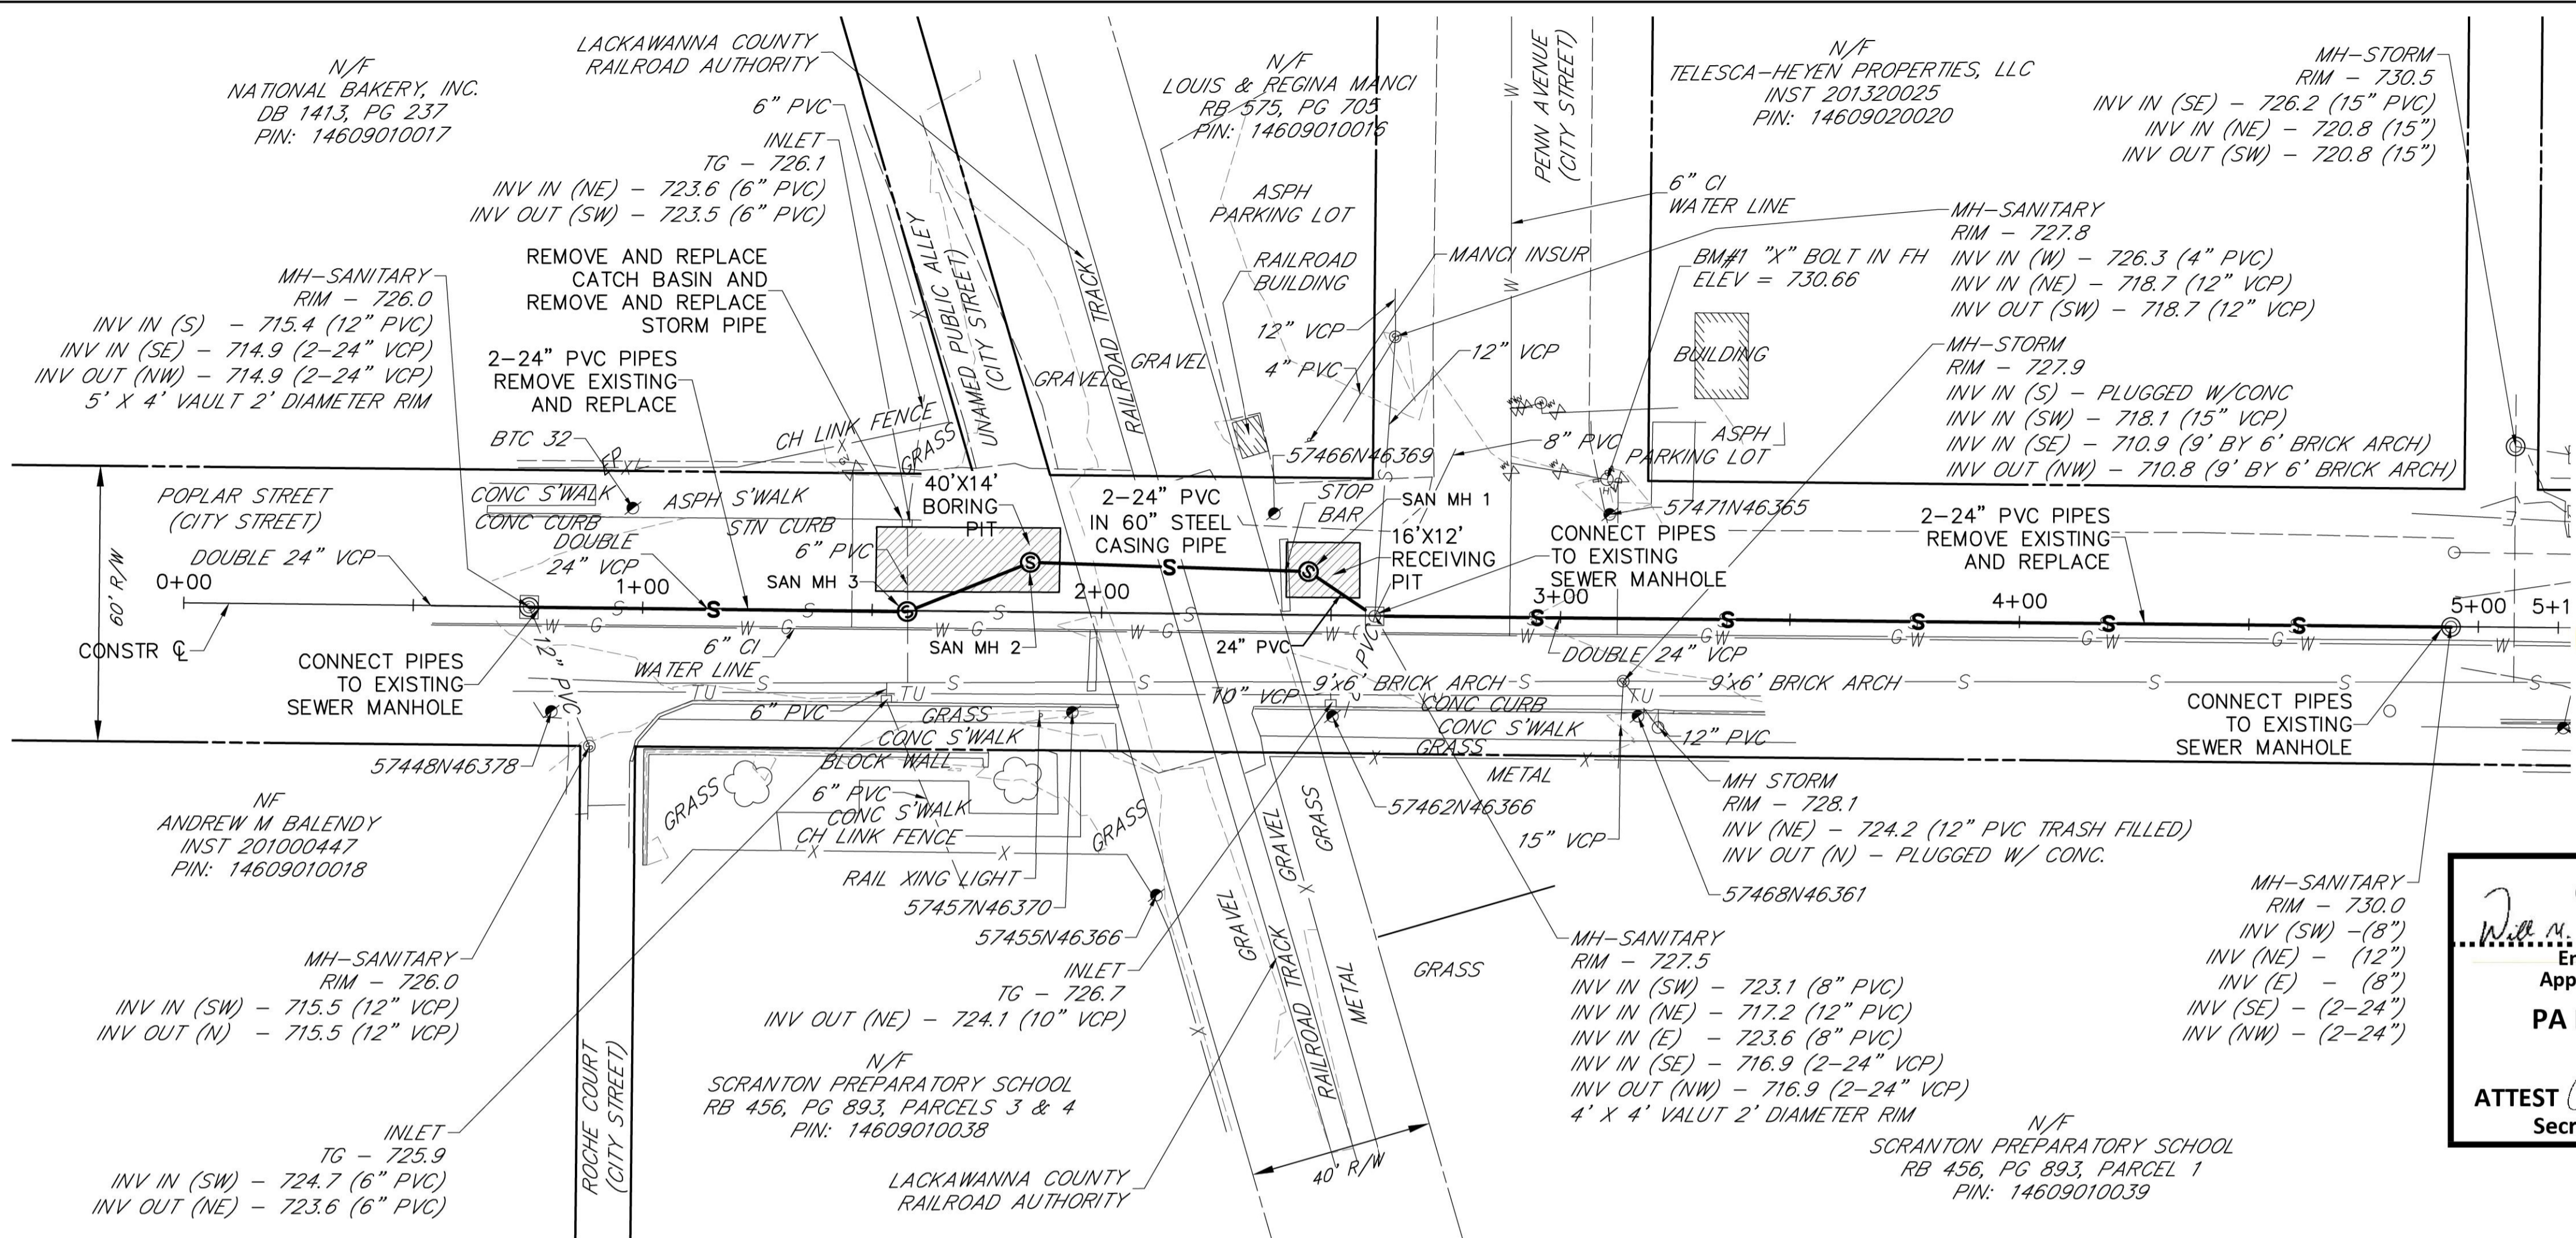 N/F
NATIONAL BAKERY, INC.
DB 1413, PG 237
PIN: 14609010017
LACKAWANNA COUNTY
RAILROAD AUTHORITY
6" PVC
INLET
TG - 726.1
INV IN (NE) - 723.6 (6" PVC)
INV OUT (SW) - 723.5 (6" PVC)
REMOVE AND REPLACE
CATCH BASIN AND
REMOVE AND REPLACE
STORM PIPE
MH-SANITARY
RIM - 726.0
INV IN (S) - 715.4 (12" PVC)
INV IN (SE) - 714.9 (2-24" VCP)
INV OUT (NW) - 714.9 (2-24" VCP)
5' X 4' VAULT 2' DIAMETER RIM
2-24" PVC PIPES
REMOVE EXISTING
AND REPLACE
BTC 32
CH LINK FENCE
GRASS
UNAMED PUBLIC ALLEY
(CITY STREET)
RAILROAD TRACK
RAILROAD TRACK
GRAVEL
GRAVEL
N/F
LOUIS & REGINA MANCI
RB 575, PG 705
PIN: 14609010016
ASPH
PARKING LOT
RAILROAD
BUILDING
MANCI INSUR
12" VCP
4" PVC
12" VCP
57466N46369
8" PVC
PENN AVENUE
(CITY STREET)
N/F
TELESCA-HEYEN PROPERTIES, LLC
INST 201320025
PIN: 14609020020
6" CI
WATER LINE
BM#1 "X" BOLT IN FH
ELEV = 730.66
BUILDING
ASPH
PARKING LOT
57471N46365
MH-STORM
RIM - 730.5
INV IN (SE) - 726.2 (15" PVC)
INV IN (NE) - 720.8 (15")
INV OUT (SW) - 720.8 (15")
MH-SANITARY
RIM - 727.8
INV IN (W) - 726.3 (4" PVC)
INV IN (NE) - 718.7 (12" VCP)
INV OUT (SW) - 718.7 (12" VCP)
MH-STORM
RIM - 727.9
INV IN (S) - PLUGGED W/CONC
INV IN (SW) - 718.1 (15" VCP)
INV IN (SE) - 710.9 (9' BY 6' BRICK ARCH)
INV OUT (NW) - 710.8 (9' BY 6' BRICK ARCH)
POPLAR STREET
(CITY STREET)
CONC S'WALK
CONC CURB
ASPH S'WALK
STN CURB
DOUBLE
24" VCP
DOUBLE 24" VCP
60' R/W
0+00
1+00
2+00
3+00
4+00
5+00
5+1
6" PVC
40'X14'
BORING
PIT
2-24" PVC
IN 60" STEEL
CASING PIPE
STOP
BAR
SAN MH 1
16'X12'
RECEIVING
PIT
CONNECT PIPES
TO EXISTING
SEWER MANHOLE
2-24" PVC PIPES
REMOVE EXISTING
AND REPLACE
SAN MH 3
SAN MH 2
24" PVC
CONSTR ℄
CONNECT PIPES
TO EXISTING
SEWER MANHOLE
12" PVC
6" CI
WATER LINE
DOUBLE 24" VCP
9'x6' BRICK ARCH
9'x6' BRICK ARCH
6" PVC
GRASS
CONC S'WALK
10" VCP
CONC CURB
CONC S'WALK
GRASS
12" PVC
CONNECT PIPES
TO EXISTING
SEWER MANHOLE
57448N46378
BLOCK WALL
6" PVC
CONC S'WALK
CH LINK FENCE
GRASS
GRASS
RAIL XING LIGHT
57457N46370
57455N46366
METAL
57462N46366
15" VCP
MH STORM
RIM - 728.1
INV (NE) - 724.2 (12" PVC TRASH FILLED)
INV OUT (N) - PLUGGED W/ CONC.
57468N46361
NF
ANDREW M BALENDY
INST 201000447
PIN: 14609010018
MH-SANITARY
RIM - 726.0
INV IN (SW) - 715.5 (12" VCP)
INV OUT (N) - 715.5 (12" VCP)
INLET
TG - 726.7
INV OUT (NE) - 724.1 (10" VCP)
N/F
SCRANTON PREPARATORY SCHOOL
RB 456, PG 893, PARCELS 3 & 4
PIN: 14609010038
GRAVEL
RAILROAD TRACK
GRAVEL
GRASS
METAL
GRASS
MH-SANITARY
RIM - 727.5
INV IN (SW) - 723.1 (8" PVC)
INV IN (NE) - 717.2 (12" PVC)
INV IN (E) - 723.6 (8" PVC)
INV IN (SE) - 716.9 (2-24" VCP)
INV OUT (NW) - 716.9 (2-24" VCP)
4' X 4' VALUT 2' DIAMETER RIM
MH-SANITARY
RIM - 730.0
INV (SW) -(8")
INV (NE) - (12")
INV (E) - (8")
INV (SE) - (2-24")
INV (NW) - (2-24")
INLET
TG - 725.9
INV IN (SW) - 724.7 (6" PVC)
INV OUT (NE) - 723.6 (6" PVC)
ROCHE COURT
(CITY STREET)
LACKAWANNA COUNTY
RAILROAD AUTHORITY
40' R/W
N/F
SCRANTON PREPARATORY SCHOOL
RB 456, PG 893, PARCEL 1
PIN: 14609010039
Will M.
En
App
PA
ATTEST
Secr